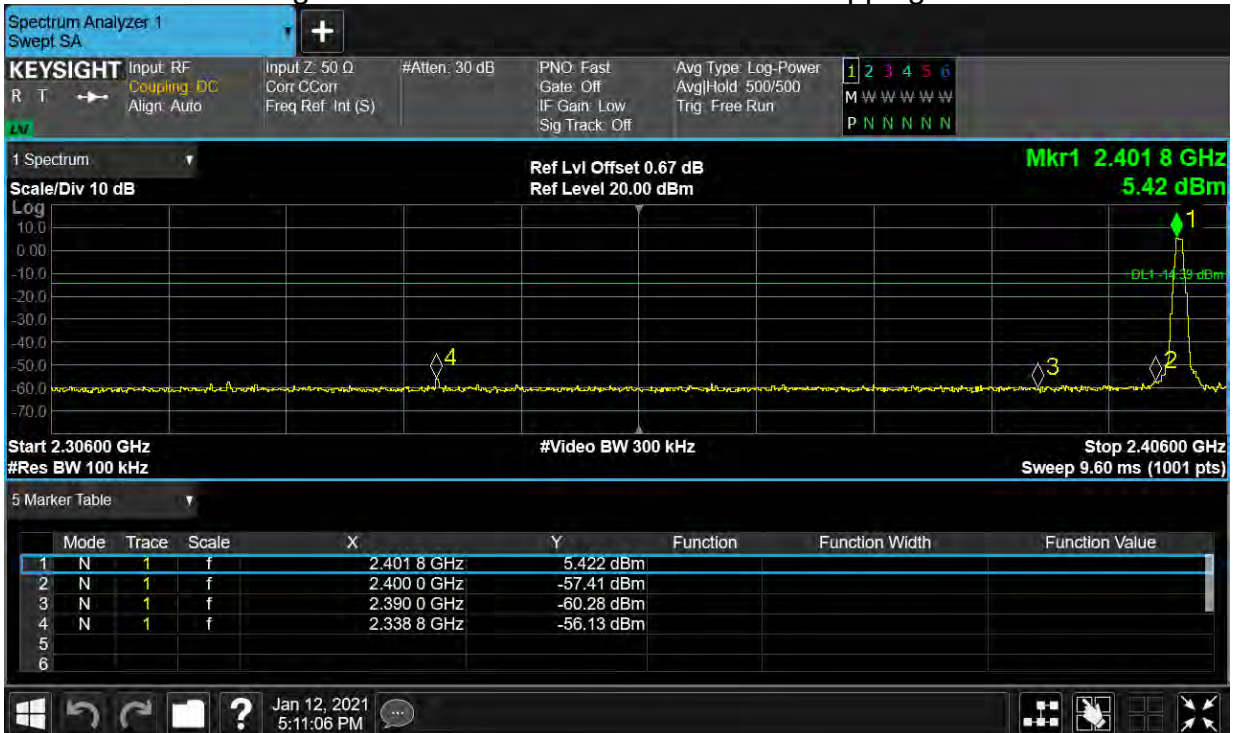 Spectrum Analyzer 1
Swept SA
+
KEYSIGHT Input: RF Input Z: 50 Ω #Atten: 30 dB PNO: Fast Avg Type: Log-Power 1 2 3 4 5 6
R T Coupling: DC Corr CCorr Gate: Off Avg|Hold: 500/500 M W W W W W W
Align: Auto Freq Ref: Int (S) IF Gain: Low Trig: Free Run P N N N N N N
Sig Track: Off
1 Spectrum Ref Lvl Offset 0.67 dB Mkr1 2.401 8 GHz
Scale/Div 10 dB Ref Level 20.00 dBm 5.42 dBm
Log
1
10.0
0.00
-10.0 DL1 -14.39 dBm
-20.0
-30.0
-40.0
-50.0 4 3 2
-60.0
-70.0
Start 2.30600 GHz #Video BW 300 kHz Stop 2.40600 GHz
#Res BW 100 kHz Sweep 9.60 ms (1001 pts)
5 Marker Table
Mode Trace Scale X Y Function Function Width Function Value
1 N 1 f 2.401 8 GHz 5.422 dBm
2 N 1 f 2.400 0 GHz -57.41 dBm
3 N 1 f 2.390 0 GHz -60.28 dBm
4 N 1 f 2.338 8 GHz -56.13 dBm
5
6
? Jan 12, 2021
5:11:06 PM